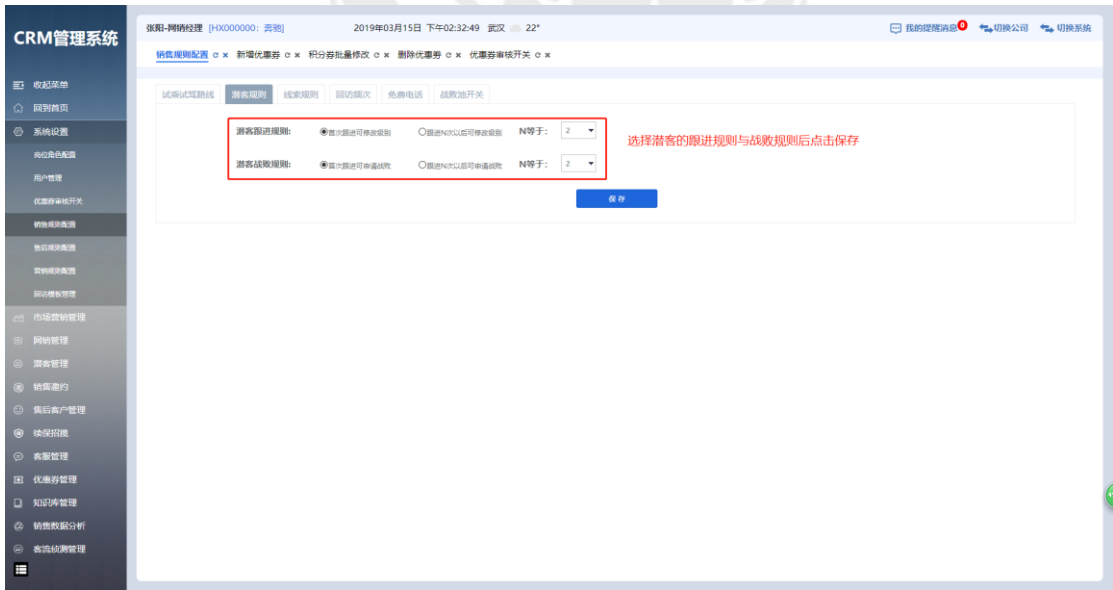 CRM管理系统
张阳-网销经理 [HX000000: 奔驰] 2019年03月15日 下午02:32:49 武汉 22°
我的提醒消息 0 切换公司 切换系统
销售规则配置 新增优惠券 积分券批量修改 删除优惠券 优惠券审核开关
试乘试驾路线 潜客规则 线索规则 回访频次 免费电话 战败池开关
潜客跟进规则: 首次跟进可修改级别 跟进N次以后可修改级别 N等于: 2
潜客战败规则: 首次跟进可申请战败 跟进N次以后可申请战败 N等于: 2
选择潜客的跟进规则与战败规则后点击保存
保存
收起菜单
回到首页
系统设置
岗位角色配置
用户管理
优惠券审核开关
销售规则配置
售后规则配置
营销规则配置
回访模板管理
市场营销管理
网销管理
潜客管理
销售邀约
售后客户管理
续保招揽
客服管理
优惠券管理
知识库管理
销售数据分析
客流侦测管理